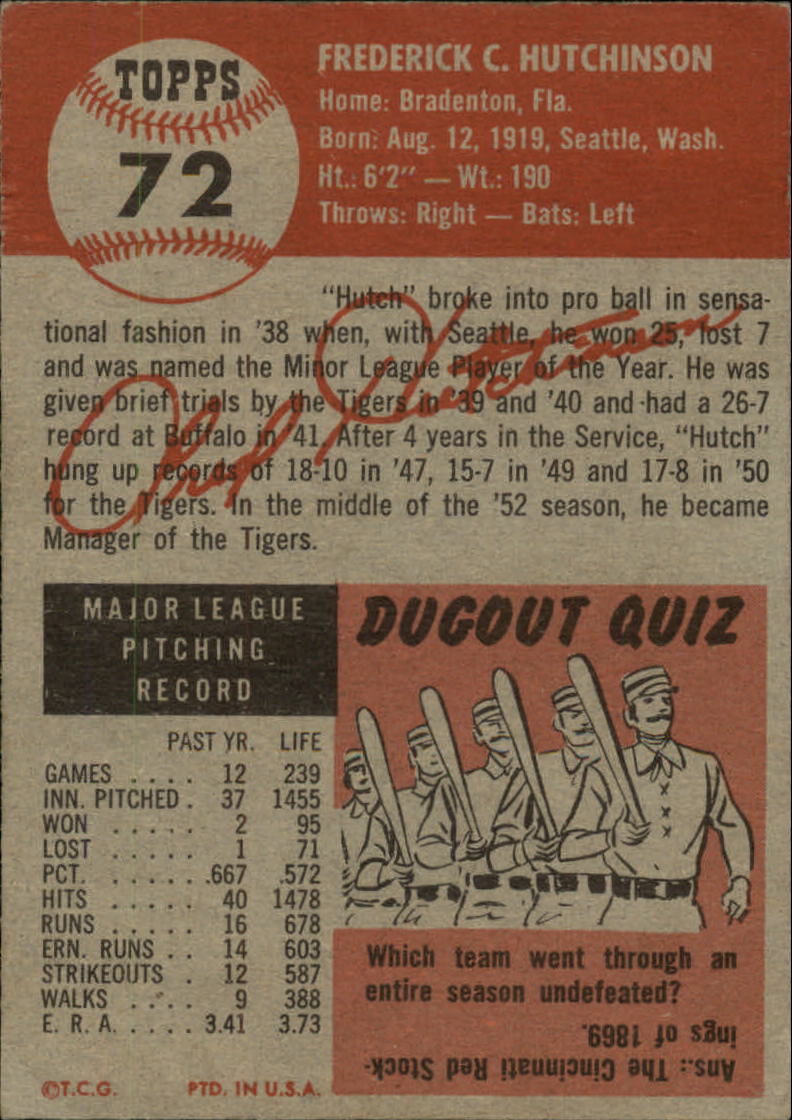 TOPPS
72
FREDERICK C. HUTCHINSON
Home: Bradenton, Fla.
Born: Aug. 12, 1919, Seattle, Wash.
Ht.: 6'2" — Wt.: 190
Throws: Right — Bats: Left
"Hutch" broke into pro ball in sensa-
tional fashion in '38 when, with Seattle, he won 25, lost 7
and was named the Minor League Player of the Year. He was
given brief trials by the Tigers in '39 and '40 and had a 26-7
record at Buffalo in '41. After 4 years in the Service, "Hutch"
hung up records of 18-10 in '47, 15-7 in '49 and 17-8 in '50
for the Tigers. In the middle of the '52 season, he became
Manager of the Tigers.
Fred Hutchinson
MAJOR LEAGUE
PITCHING
RECORD
PAST YR. LIFE
GAMES .... 12 239
INN. PITCHED . 37 1455
WON ..... 2 95
LOST ..... 1 71
PCT. ...... .667 .572
HITS ..... 40 1478
RUNS ..... 16 678
ERN. RUNS .. 14 603
STRIKEOUTS . 12 587
WALKS .... 9 388
E. R. A. .... 3.41 3.73
©T.C.G. PTD. IN U.S.A.
DUGOUT QUIZ
Which team went through an
entire season undefeated?
Ans.: The Cincinnati Red Stock-
ings of 1869.